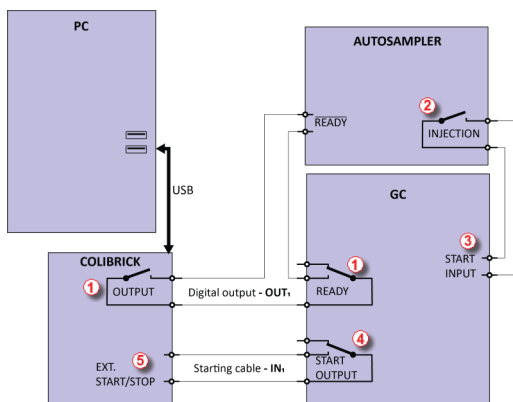 PC
AUTOSAMPLER
2
READY
INJECTION
USB
GC
3
START
INPUT
COLIBRICK
1
OUTPUT
Digital output - OUT₁
1
READY
4
5
EXT.
START/STOP
Starting cable - IN₁
START
OUTPUT